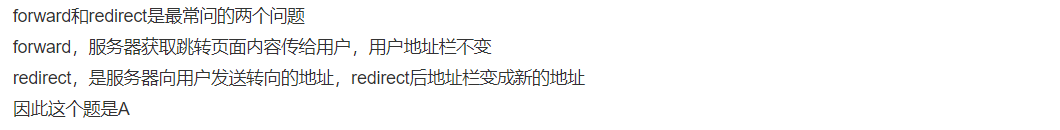 forward和redirect是最常问的两个问题
forward，服务器获取跳转页面内容传给用户，用户地址栏不变
redirect，是服务器向用户发送转向的地址，redirect后地址栏变成新的地址
因此这个题是A